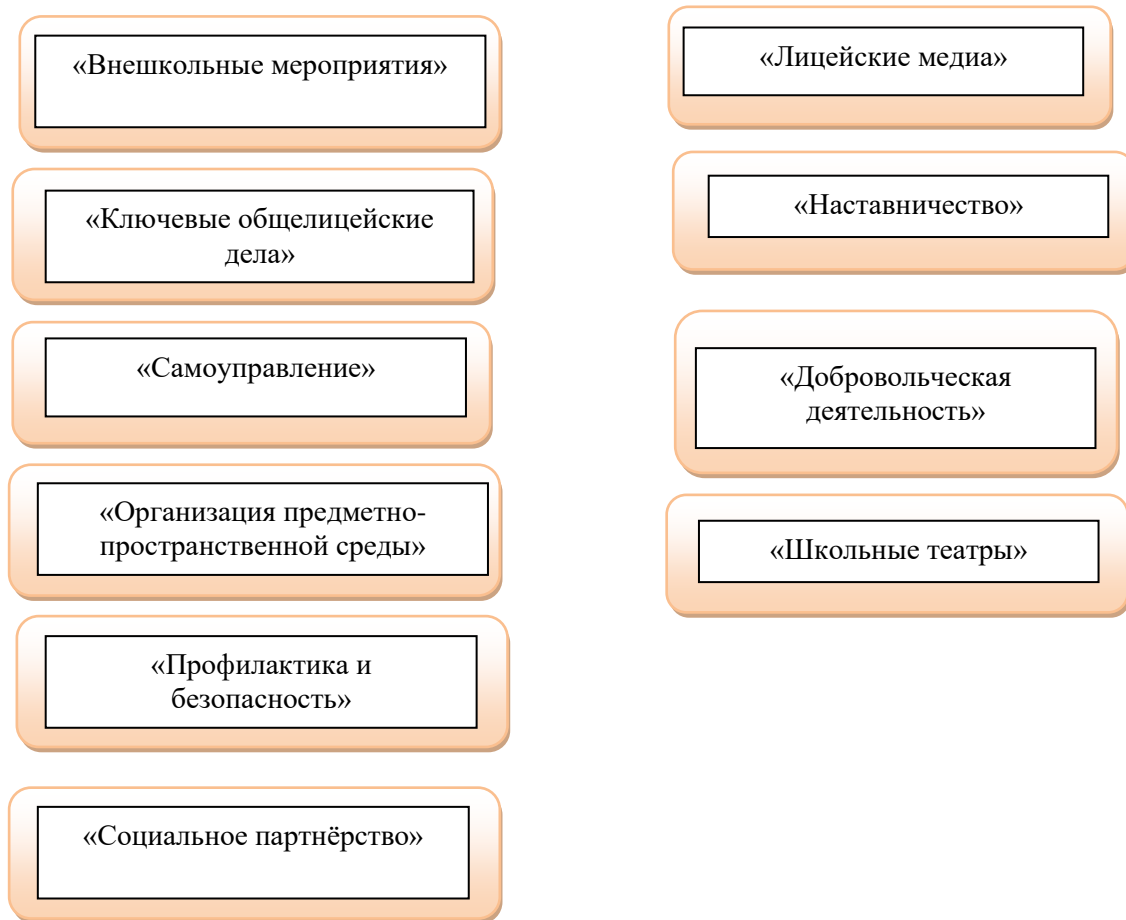 «Внешкольные мероприятия»
«Ключевые общелицейские
дела»
«Самоуправление»
«Организация предметно-
пространственной среды»
«Профилактика и
безопасность»
«Социальное партнёрство»
«Лицейские медиа»
«Наставничество»
«Добровольческая
деятельность»
«Школьные театры»